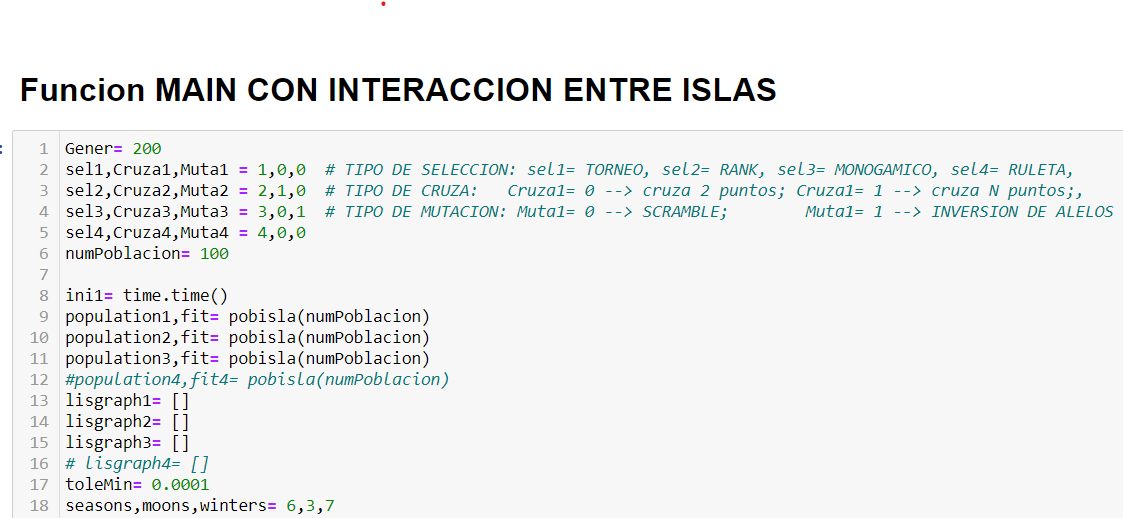 Funcion MAIN CON INTERACCION ENTRE ISLAS
1 Gener= 200
2 sel1,Cruza1,Muta1 = 1,0,0  # TIPO DE SELECCION: sel1= TORNEO, sel2= RANK, sel3= MONOGAMICO, sel4= RULETA,
3 sel2,Cruza2,Muta2 = 2,1,0  # TIPO DE CRUZA:   Cruza1= 0 --> cruza 2 puntos; Cruza1= 1 --> cruza N puntos;,
4 sel3,Cruza3,Muta3 = 3,0,1  # TIPO DE MUTACION: Muta1= 0 --> SCRAMBLE;        Muta1= 1 --> INVERSION DE ALELOS
5 sel4,Cruza4,Muta4 = 4,0,0
6 numPoblacion= 100
7
8 ini1= time.time()
9 population1,fit= pobisla(numPoblacion)
10 population2,fit= pobisla(numPoblacion)
11 population3,fit= pobisla(numPoblacion)
12 #population4,fit4= pobisla(numPoblacion)
13 lisgraph1= []
14 lisgraph2= []
15 lisgraph3= []
16 # lisgraph4= []
17 toleMin= 0.0001
18 seasons,moons,winters= 6,3,7